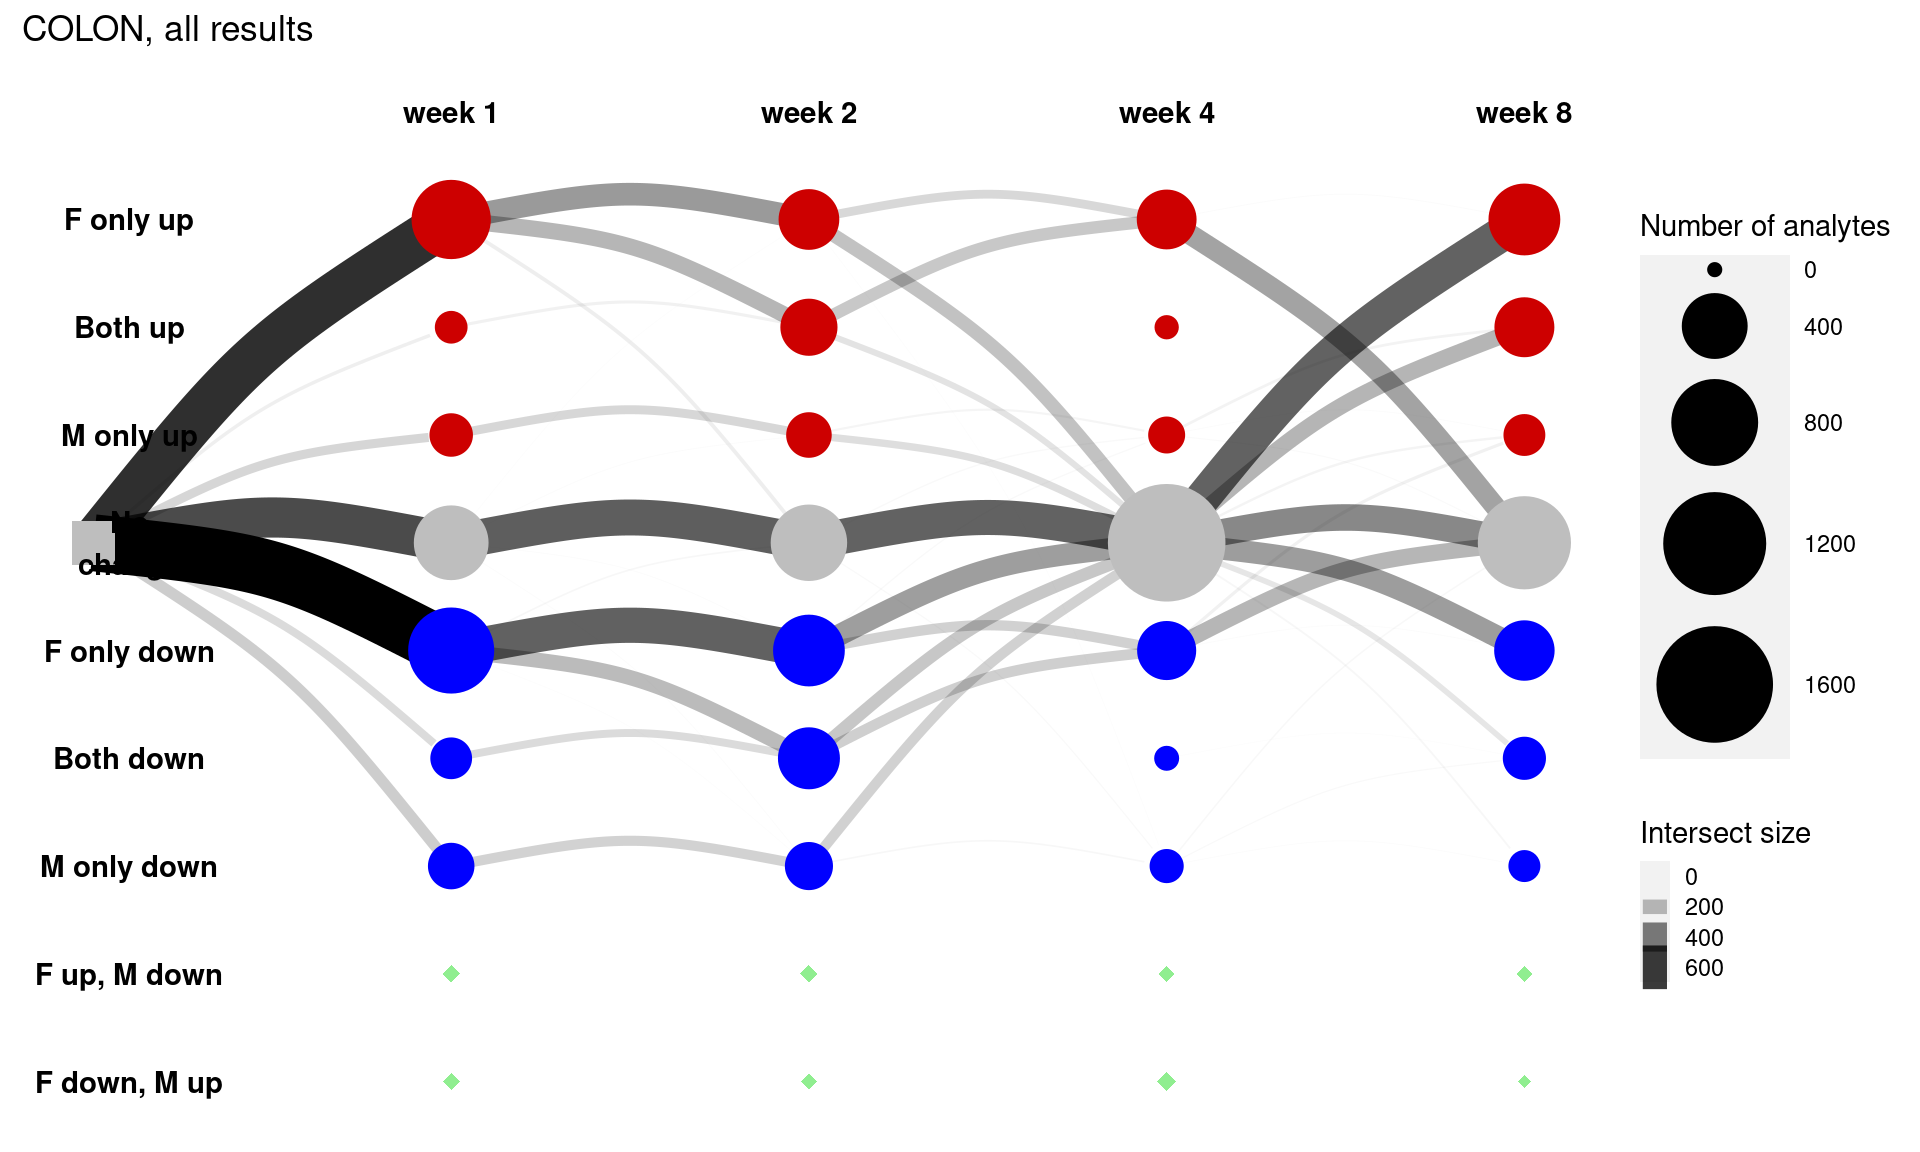 COLON, all results
week 1
week 2
week 4
week 8
F only up
Both up
M only up
F only down
Both down
M only down
F up, M down
F down, M up
Number of analytes
0
400
800
1200
1600
Intersect size
0
200
400
600